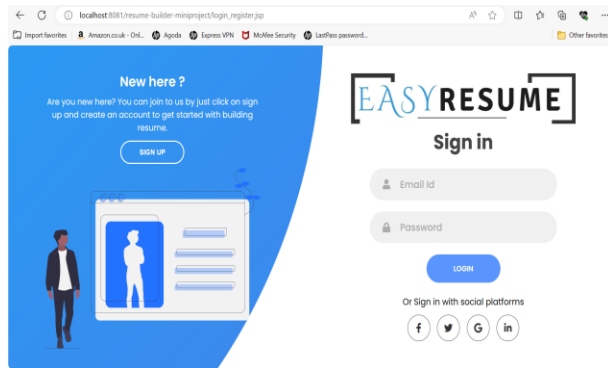 localhost:8081/resume-builder-miniproject/login_register.jsp
Import favorites Amazon.co.uk - Onl... Agoda Express VPN McAfee Security LastPass password... Other favorites
New here ?
Are you new here? You can join to us by just click on sign
up and create an account to get started with building
resume.
SIGN UP
EASYRESUME
Sign in
Email Id
Password
LOGIN
Or Sign in with social platforms
f
G
in